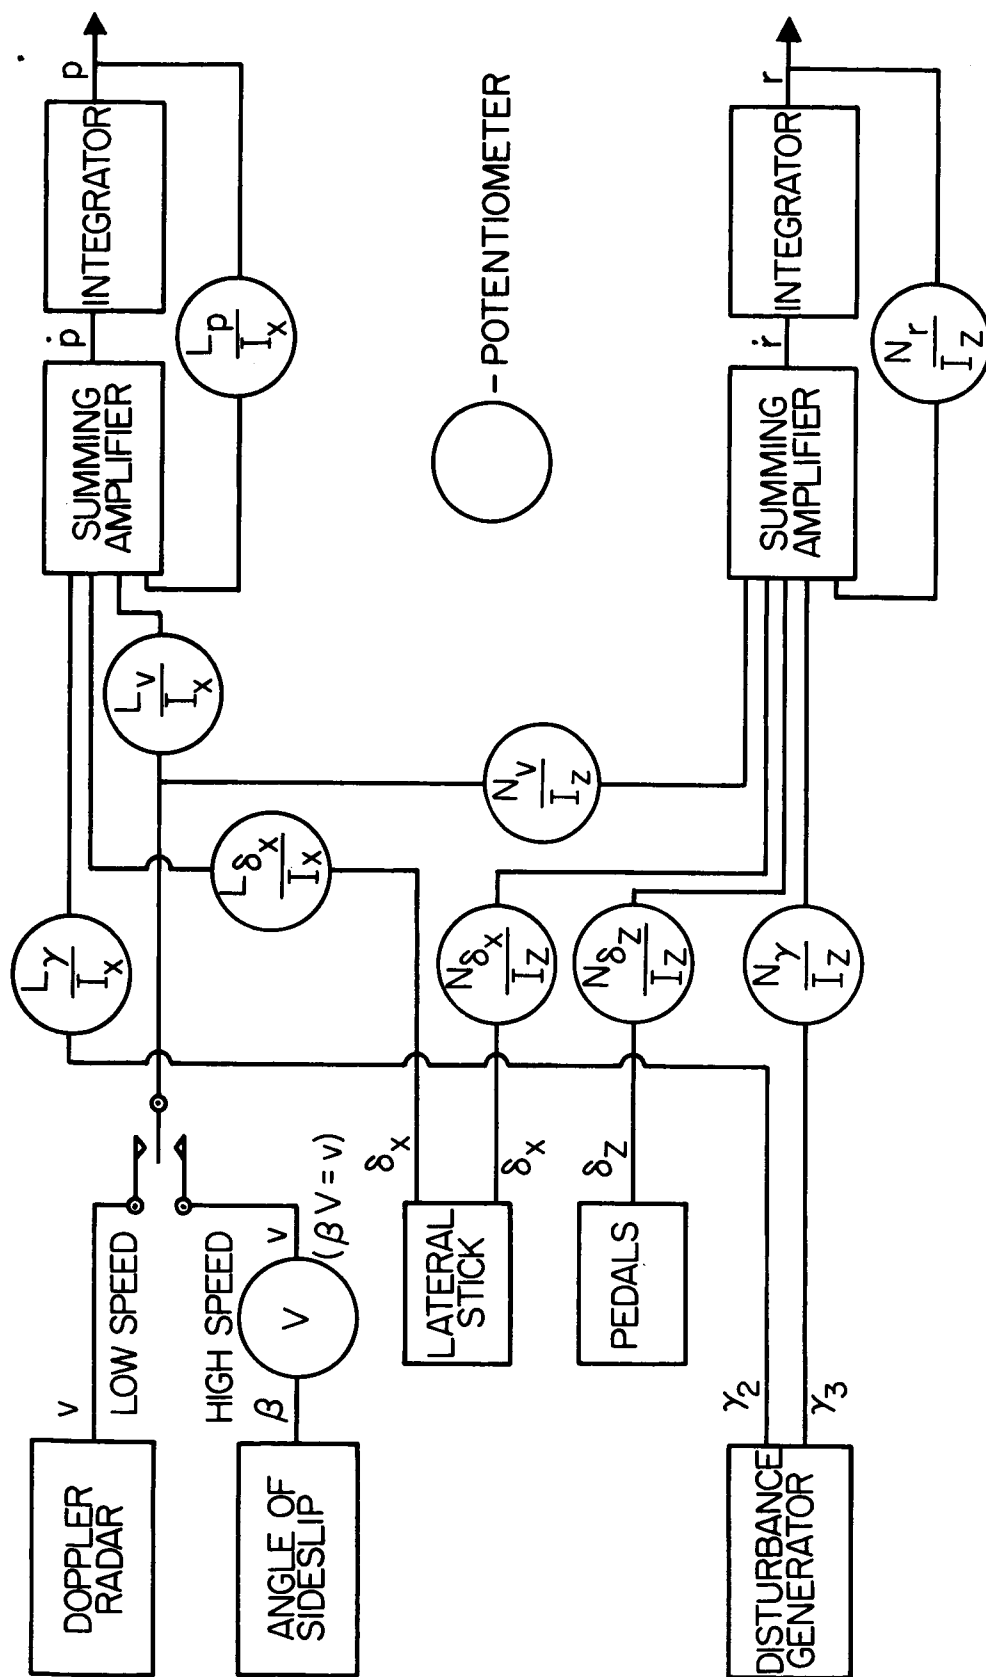 DOPPLER
RADAR
v
LOW SPEED
HIGH SPEED
ANGLE OF
SIDESLIP
β
V
v
(β V = v)
LATERAL
STICK
δx
δx
PEDALS
δz
DISTURBANCE
GENERATOR
γ2
γ3
Lγ
Ix
Lv
Ix
Lδx
Ix
Nv
Iz
Nδx
Iz
Nδz
Iz
Nγ
Iz
SUMMING
AMPLIFIER
ṗ
INTEGRATOR
p
Lp
Ix
– POTENTIOMETER
SUMMING
AMPLIFIER
ṙ
INTEGRATOR
r
Nr
Iz